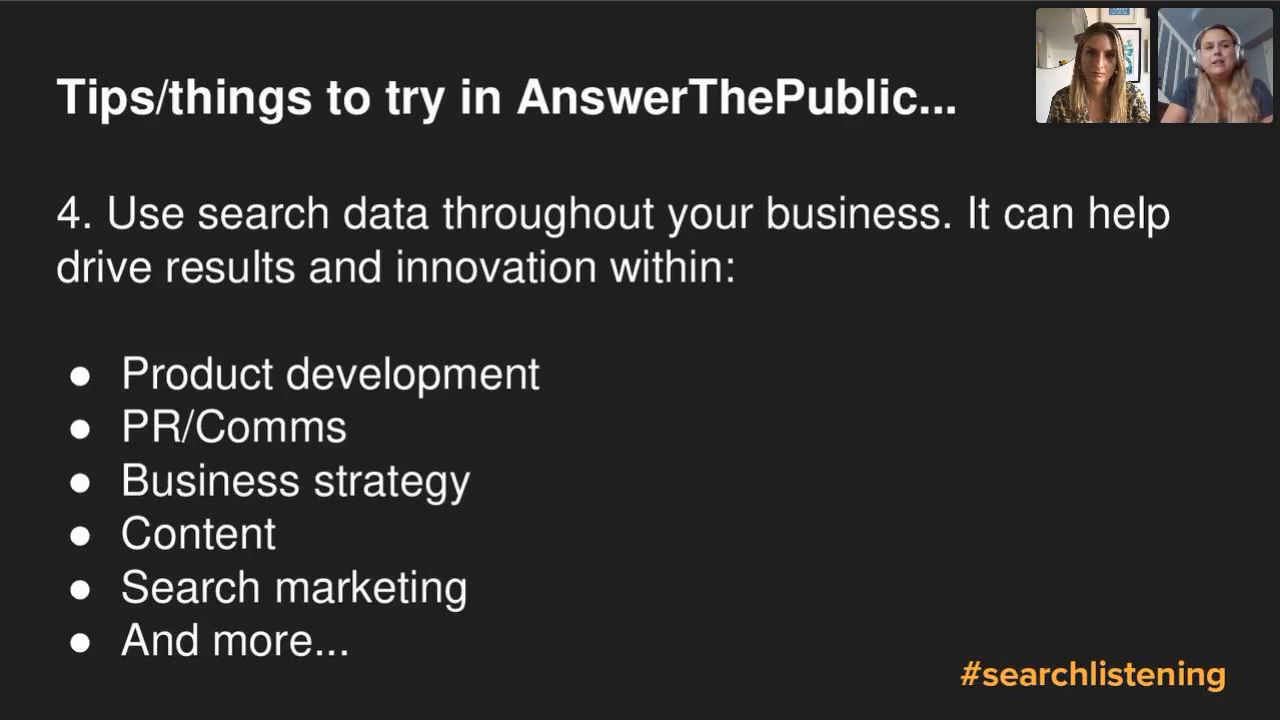 Tips/things to try in AnswerThePublic...
4. Use search data throughout your business. It can help
drive results and innovation within:
● Product development
● PR/Comms
● Business strategy
● Content
● Search marketing
● And more...
#searchlistening